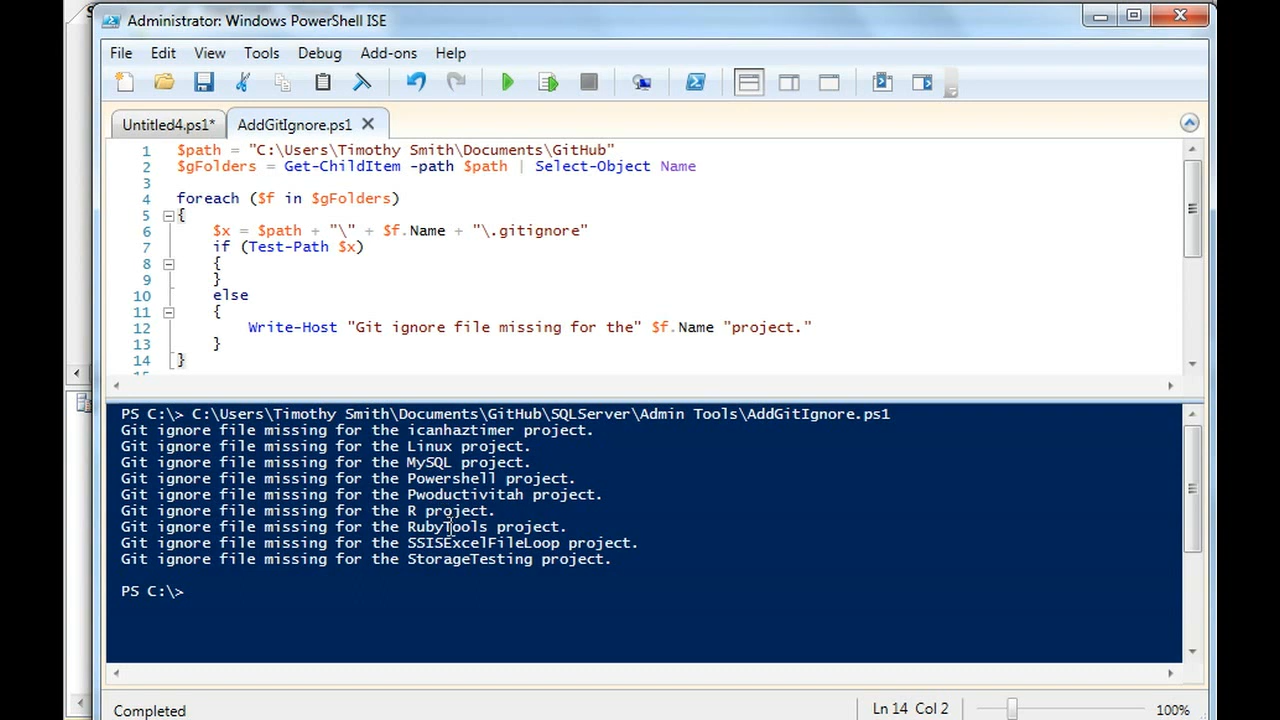 Administrator: Windows PowerShell ISE
File Edit View Tools Debug Add-ons Help
Untitled4.ps1* AddGitIgnore.ps1
1 $path = "C:\Users\Timothy Smith\Documents\GitHub"
2 $gFolders = Get-ChildItem -path $path | Select-Object Name
3
4 foreach ($f in $gFolders)
5 {
6 $x = $path + "\" + $f.Name + "\.gitignore"
7 if (Test-Path $x)
8 {
9 }
10 else
11 {
12 Write-Host "Git ignore file missing for the" $f.Name "project."
13 }
14 }
PS C:\> C:\Users\Timothy Smith\Documents\GitHub\SQLServer\Admin Tools\AddGitIgnore.ps1
Git ignore file missing for the icanhaztimer project.
Git ignore file missing for the Linux project.
Git ignore file missing for the MySQL project.
Git ignore file missing for the Powershell project.
Git ignore file missing for the Pwoductivitah project.
Git ignore file missing for the R project.
Git ignore file missing for the RubyTools project.
Git ignore file missing for the SSISExcelFileLoop project.
Git ignore file missing for the StorageTesting project.
PS C:\>
Completed Ln 14 Col 2 100%